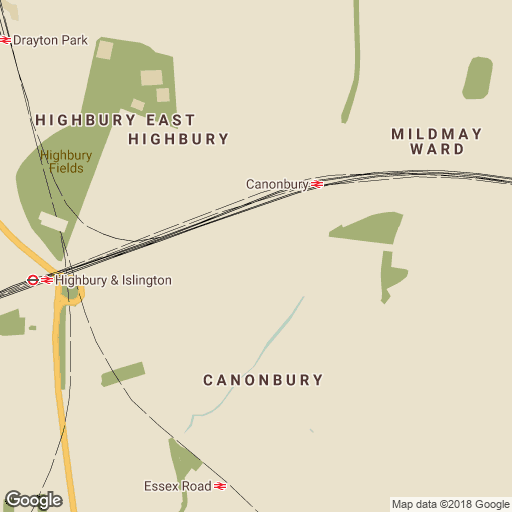 Drayton Park
HIGHBURY EAST
HIGHBURY
MILDMAY
WARD
Highbury
Fields
Canonbury
Highbury & Islington
CANONBURY
Essex Road
Google
Map data ©2018 Google